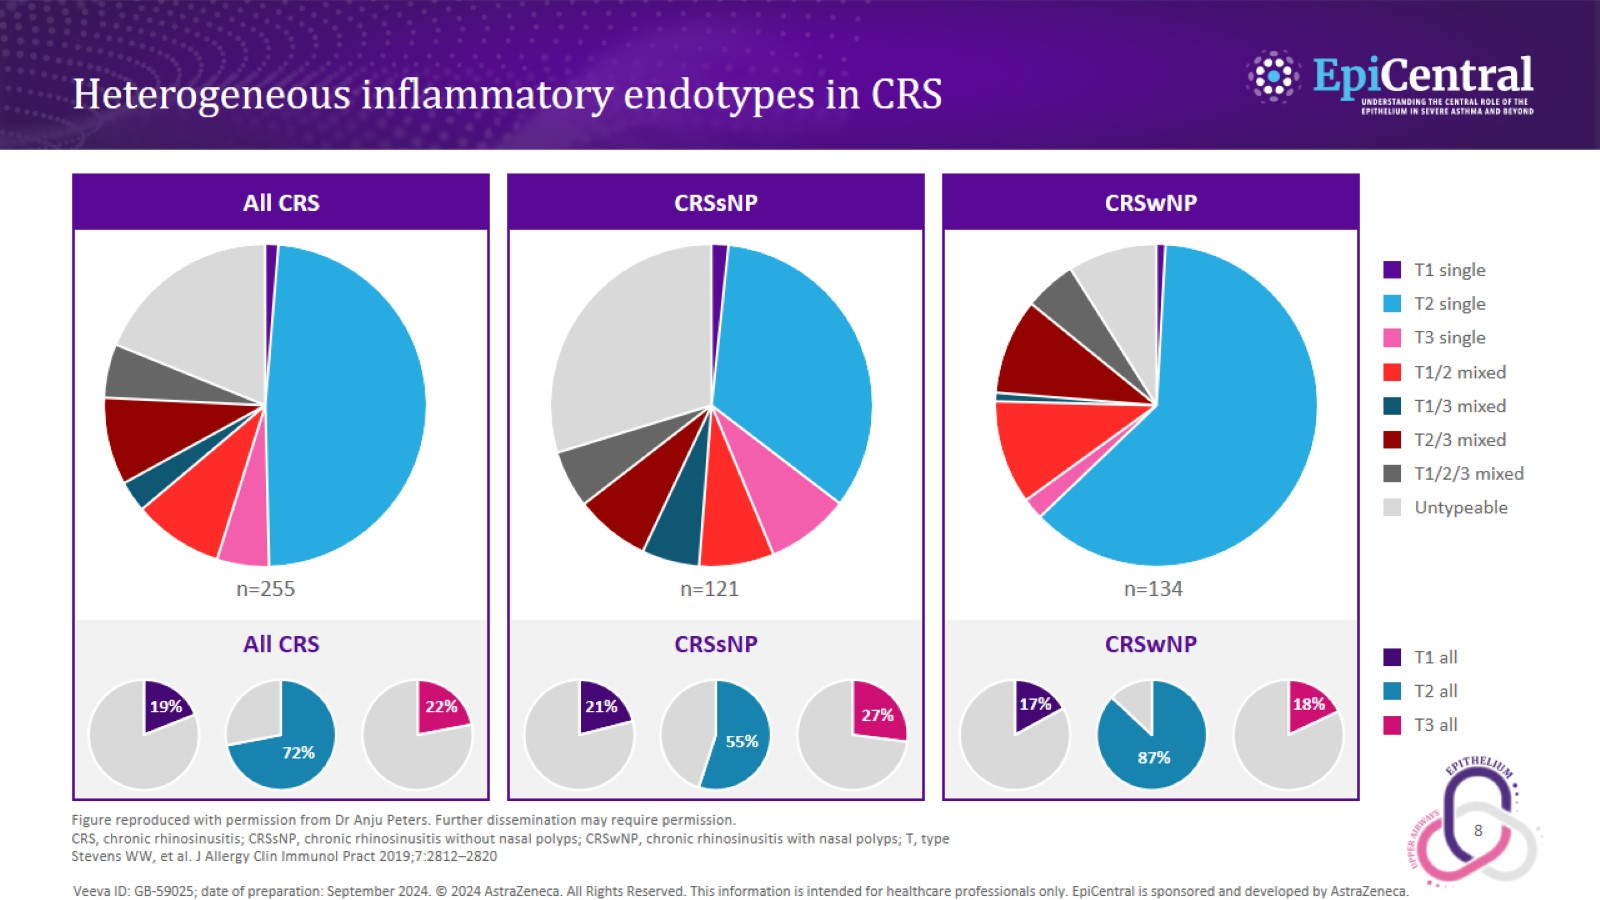 Heterogeneous inflammatory endotypes in CRS
EpiCentral
UNDERSTANDING THE CENTRAL ROLE OF THE
EPITHELIUM IN SEVERE ASTHMA AND BEYOND
All CRS
CRSsNP
CRSwNP
T1 single
T2 single
T3 single
T1/2 mixed
T1/3 mixed
T2/3 mixed
T1/2/3 mixed
Untypeable
n=255
n=121
n=134
All CRS
CRSsNP
CRSwNP
19%
72%
22%
21%
55%
27%
17%
87%
18%
T1 all
T2 all
T3 all
EPITHELIUM
UPPER AIRWAYS
8
Figure reproduced with permission from Dr Anju Peters. Further dissemination may require permission.
CRS, chronic rhinosinusitis; CRSsNP, chronic rhinosinusitis without nasal polyps; CRSwNP, chronic rhinosinusitis with nasal polyps; T, type
Stevens WW, et al. J Allergy Clin Immunol Pract 2019;7:2812–2820
Veeva ID: GB-59025; date of preparation: September 2024. © 2024 AstraZeneca. All Rights Reserved. This information is intended for healthcare professionals only. EpiCentral is sponsored and developed by AstraZeneca.